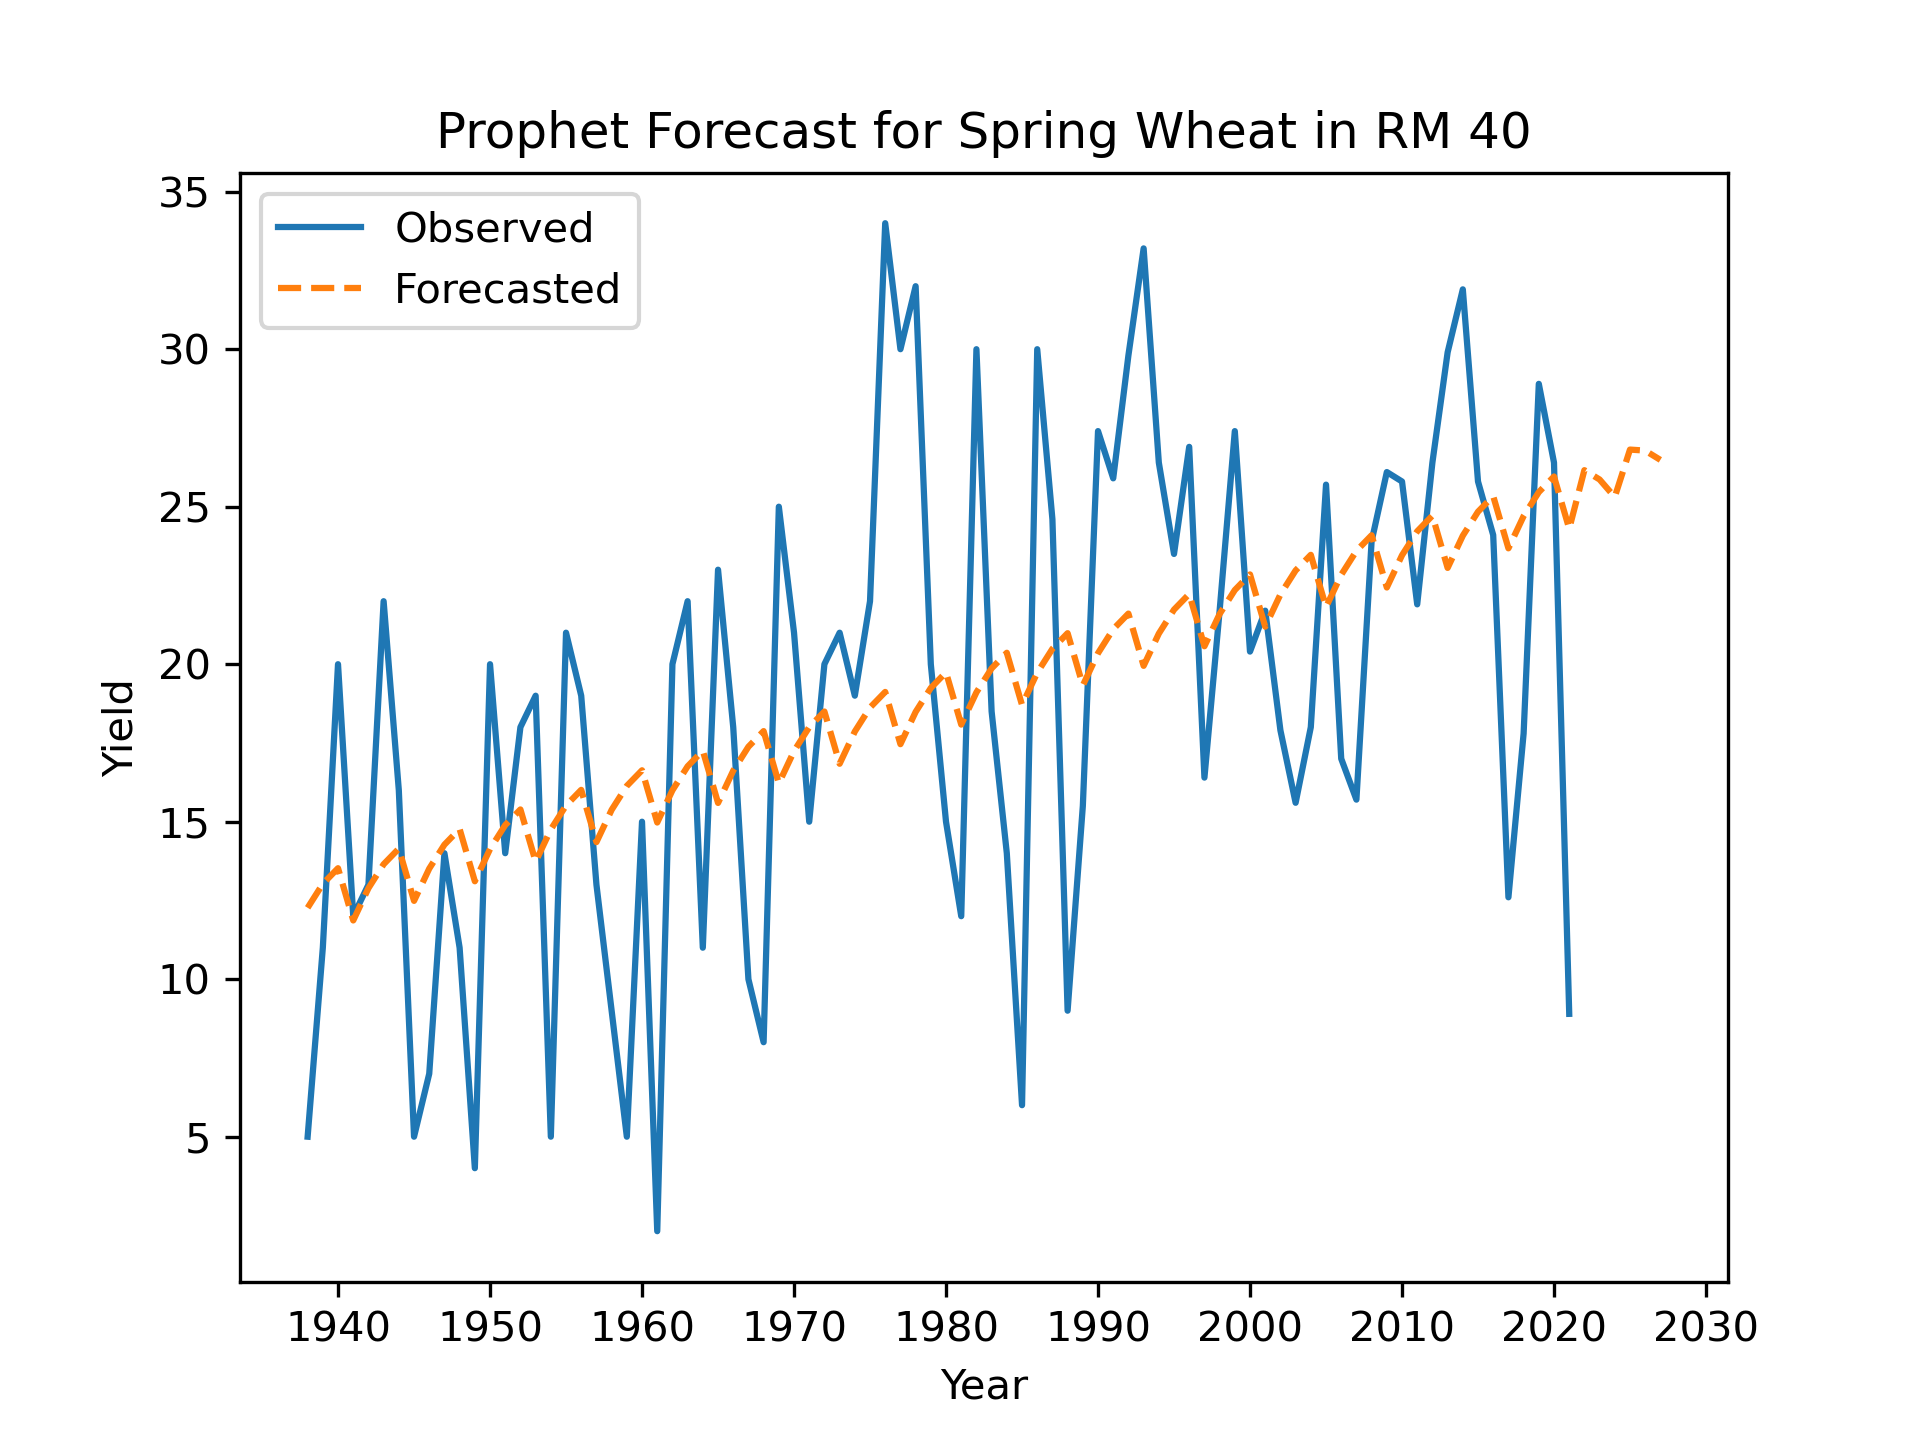 Prophet Forecast for Spring Wheat in RM 40
35
30
25
20
15
10
5
Yield
Observed
Forecasted
1940 1950 1960 1970 1980 1990 2000 2010 2020 2030
Year